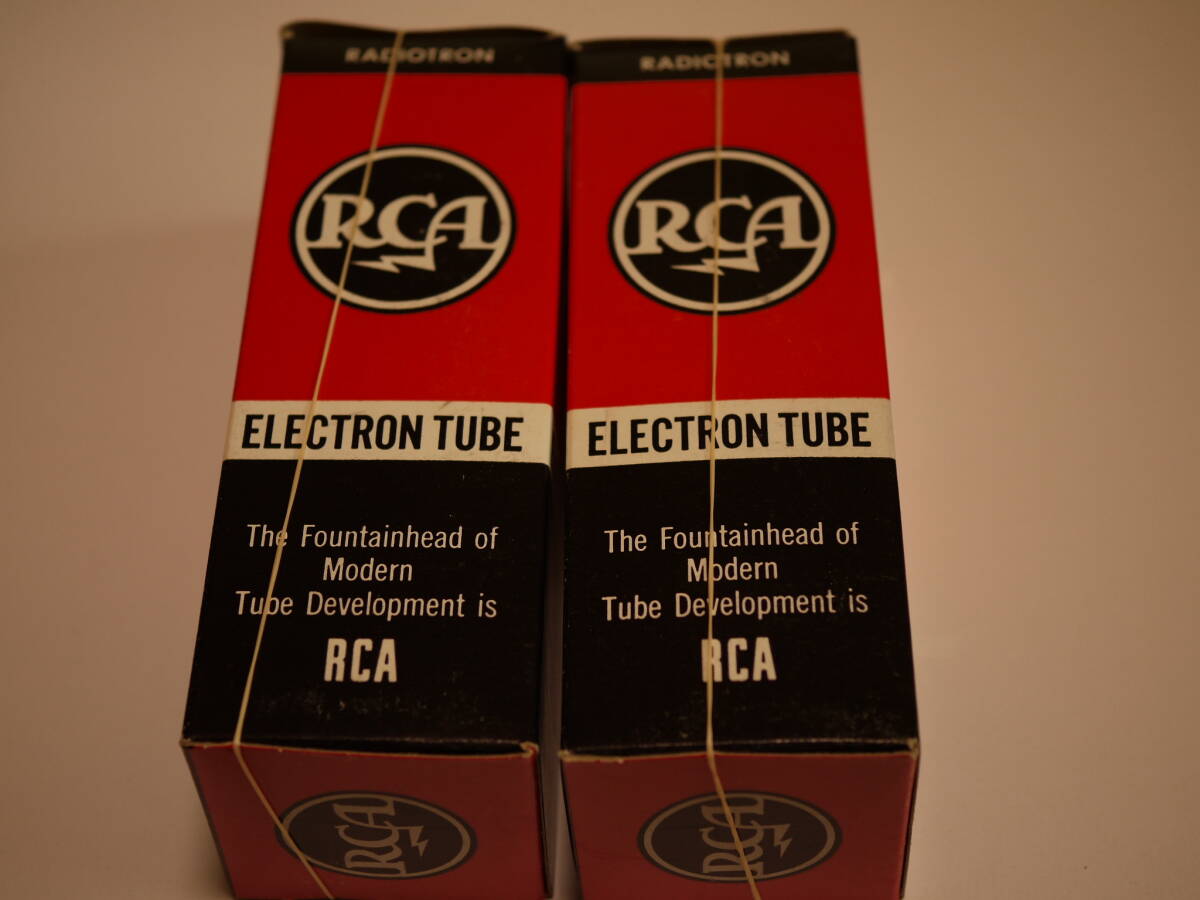 RADIOTRON
RCA
ELECTRON TUBE
The Fountainhead of
Modern
Tube Development is
RCA
RCA
RADIOTRON
RCA
ELECTRON TUBE
The Fountainhead of
Modern
Tube Development is
RCA
RCA